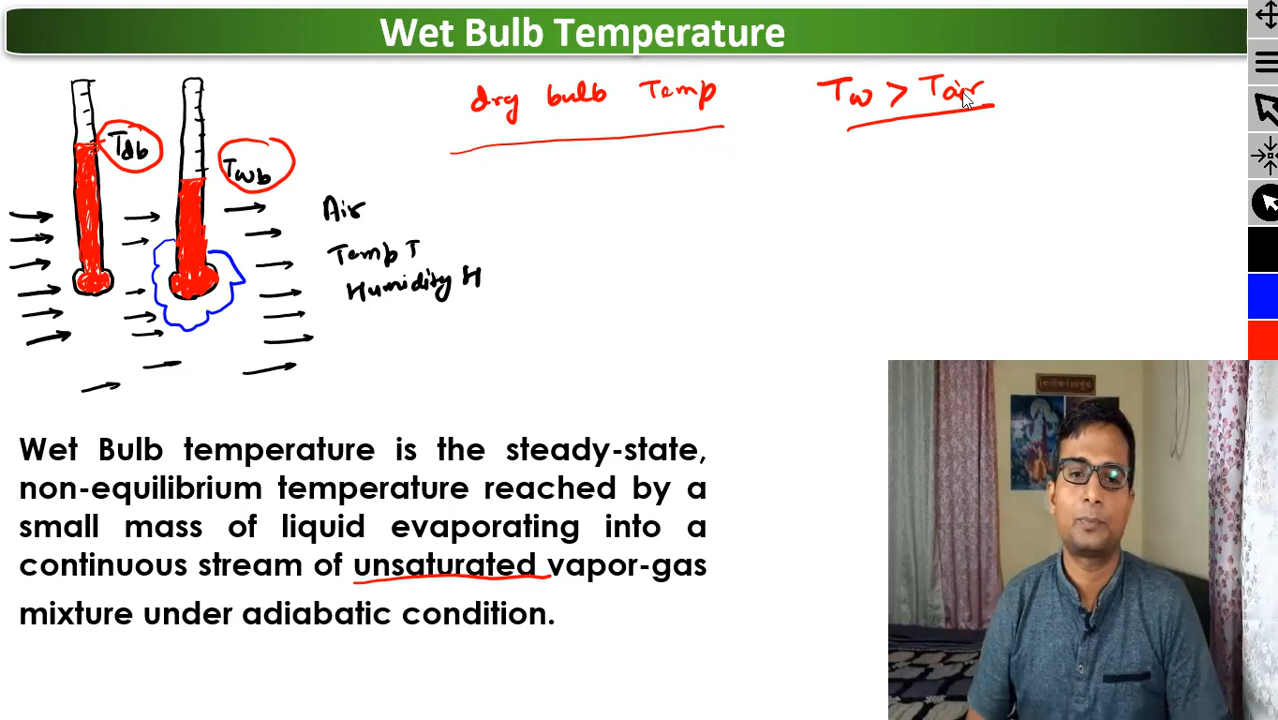 Wet Bulb Temperature
dry bulb Temp
Tw > Tair
Tdb
Twb
Air
Temp T
Humidity H
Wet Bulb temperature is the steady-state,
non-equilibrium temperature reached by a
small mass of liquid evaporating into a
continuous stream of unsaturated vapor-gas
mixture under adiabatic condition.